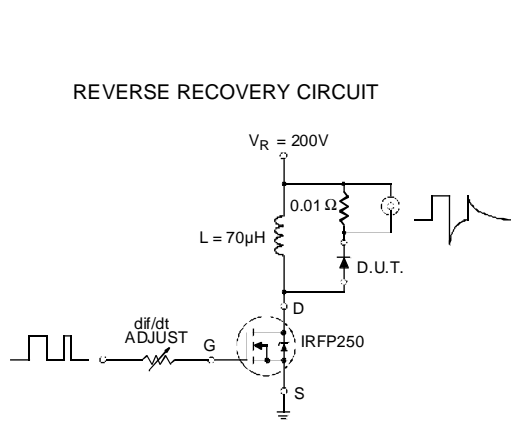 REVERSE RECOVERY CIRCUIT
VR = 200V
0.01 Ω
L = 70μH
D.U.T.
D
dif/dt
ADJUST
G
IRFP250
S